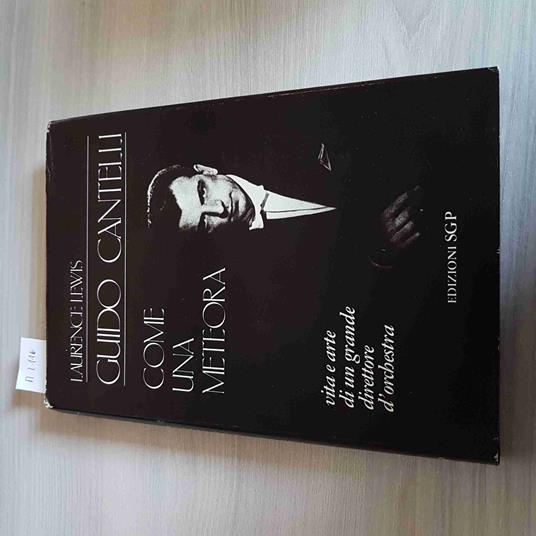 LAURENCE LEWIS
GUIDO CANTELLI
COME
UNA
METEORA
vita e arte
di un grande
direttore
d'orchestra
EDIZIONI SGP